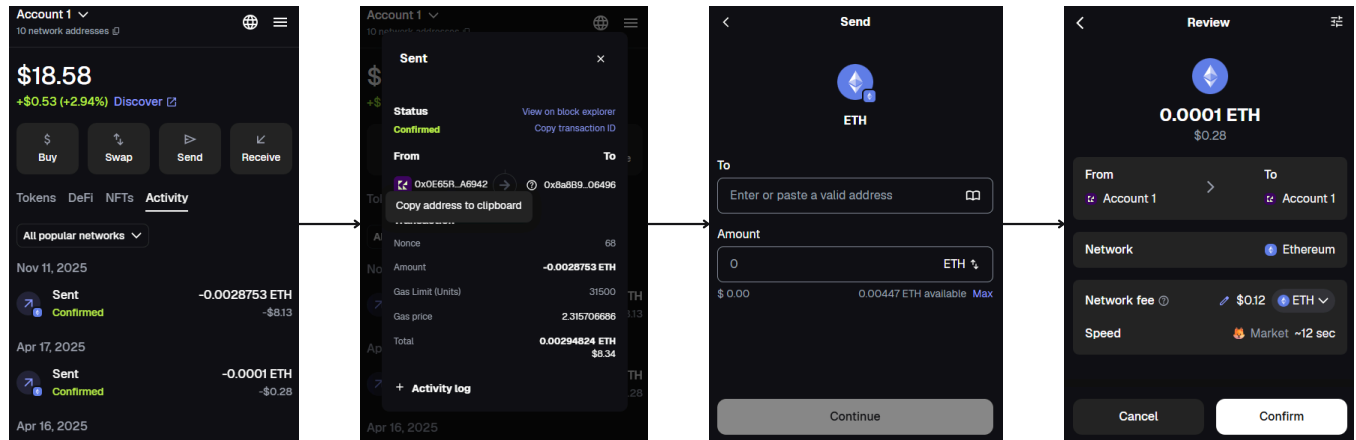 Account 1
10 network addresses
$18.58
+$0.53 (+2.94%) Discover
Buy
Swap
Send
Receive
Tokens DeFi NFTs Activity
All popular networks
Nov 11, 2025
Sent -0.0028753 ETH
Confirmed -$8.13
Apr 17, 2025
Sent -0.0001 ETH
Confirmed -$0.28
Apr 16, 2025
Account 1
Sent
Status View on block explorer
Confirmed Copy transaction ID
From To
0x0E65R...A6942 0x8a8B9...06496
Copy address to clipboard
Nonce 68
Amount -0.0028753 ETH
Gas Limit (Units) 31500
Gas price 2.315706686
Total 0.00294824 ETH
$8.34
+ Activity log
Apr 16, 2025
Send
ETH
To
Enter or paste a valid address
Amount
0 ETH
$ 0.00 0.00447 ETH available Max
Continue
Review
0.0001 ETH
$0.28
From To
Account 1 Account 1
Network Ethereum
Network fee $0.12 ETH
Speed Market ~12 sec
Cancel Confirm